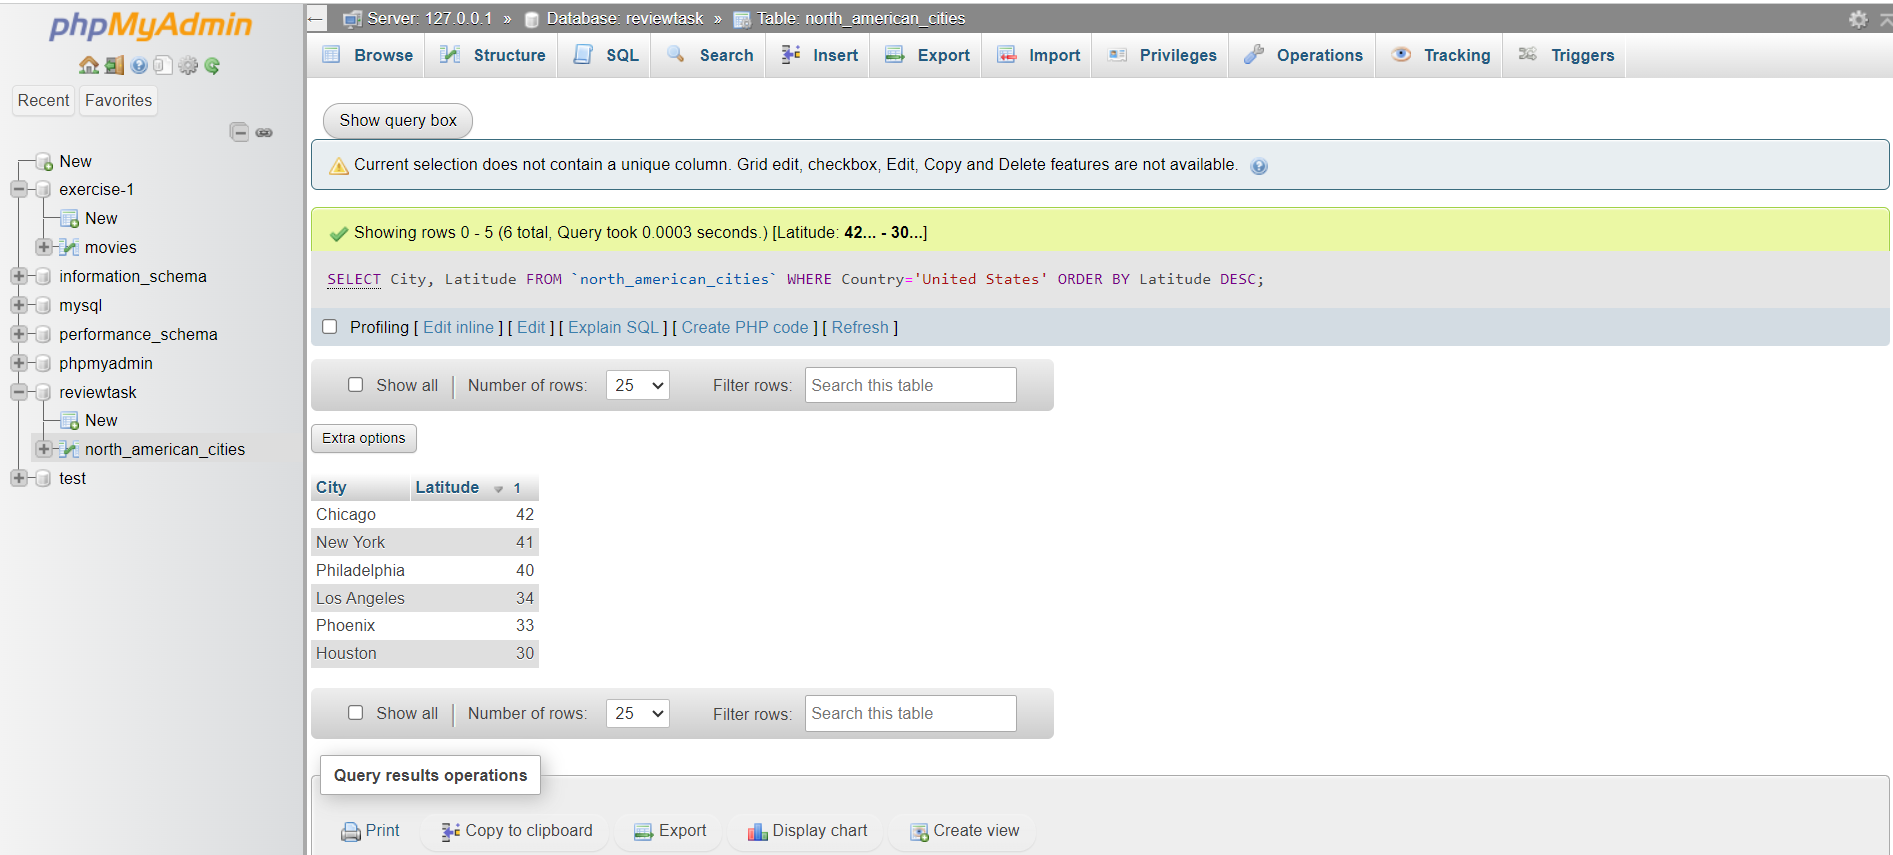 phpMyAdmin
Recent Favorites
New
exercise-1
New
movies
information_schema
mysql
performance_schema
phpmyadmin
reviewtask
New
north_american_cities
test
Server: 127.0.0.1 » Database: reviewtask » Table: north_american_cities
Browse Structure SQL Search Insert Export Import Privileges Operations Tracking Triggers
Show query box
Current selection does not contain a unique column. Grid edit, checkbox, Edit, Copy and Delete features are not available.
Showing rows 0 - 5 (6 total, Query took 0.0003 seconds.) [Latitude: 42... - 30...]
SELECT City, Latitude FROM `north_american_cities` WHERE Country='United States' ORDER BY Latitude DESC;
Profiling [ Edit inline ] [ Edit ] [ Explain SQL ] [ Create PHP code ] [ Refresh ]
Show all Number of rows: 25 Filter rows: Search this table
Extra options
City Latitude 1
Chicago 42
New York 41
Philadelphia 40
Los Angeles 34
Phoenix 33
Houston 30
Show all Number of rows: 25 Filter rows: Search this table
Query results operations
Print Copy to clipboard Export Display chart Create view